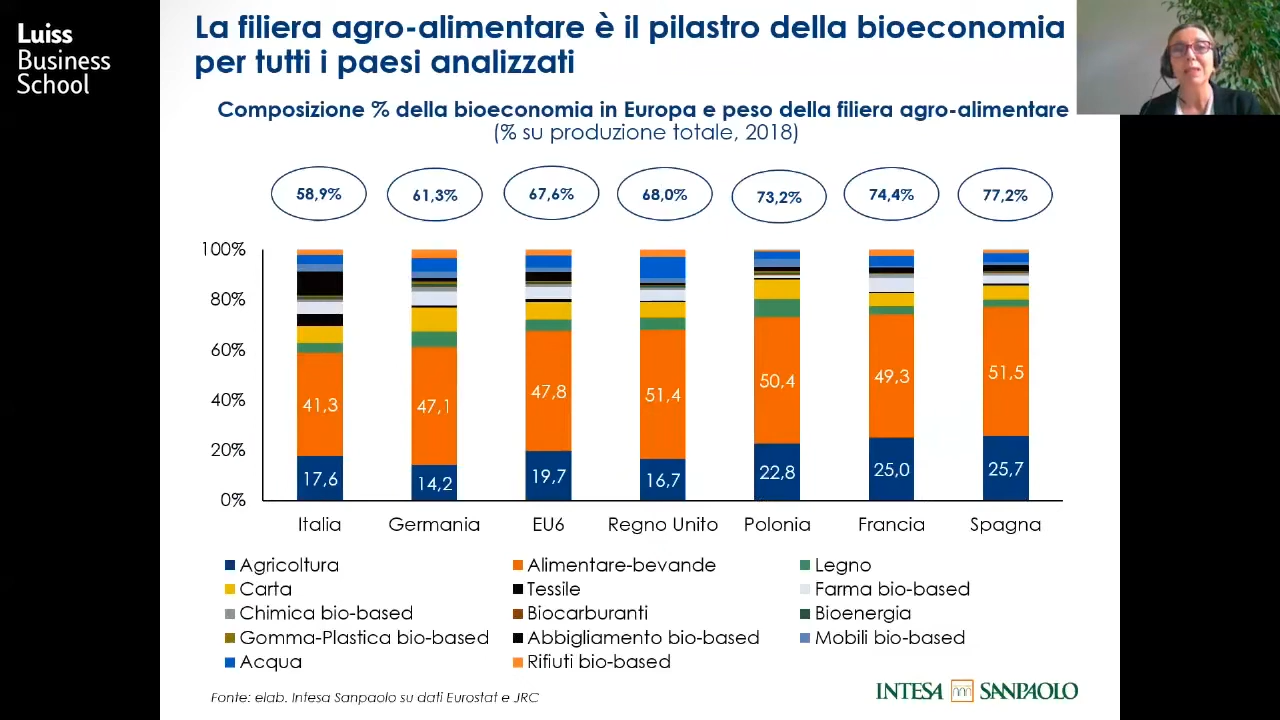 Luiss
Business
School
La filiera agro-alimentare è il pilastro della bioeconomia
per tutti i paesi analizzati
Composizione % della bioeconomia in Europa e peso della filiera agro-alimentare
(% su produzione totale, 2018)
58,9% 61,3% 67,6% 68,0% 73,2% 74,4% 77,2%
100%
80%
60%
40%
20%
0%
41,3 47,1 47,8 51,4 50,4 49,3 51,5
17,6 14,2 19,7 16,7 22,8 25,0 25,7
Italia Germania EU6 Regno Unito Polonia Francia Spagna
Agricoltura Alimentare-bevande Legno
Carta Tessile Farma bio-based
Chimica bio-based Biocarburanti Bioenergia
Gomma-Plastica bio-based Abbigliamento bio-based Mobili bio-based
Acqua Rifiuti bio-based
Fonte: elab. Intesa Sanpaolo su dati Eurostat e JRC
INTESA SANPAOLO